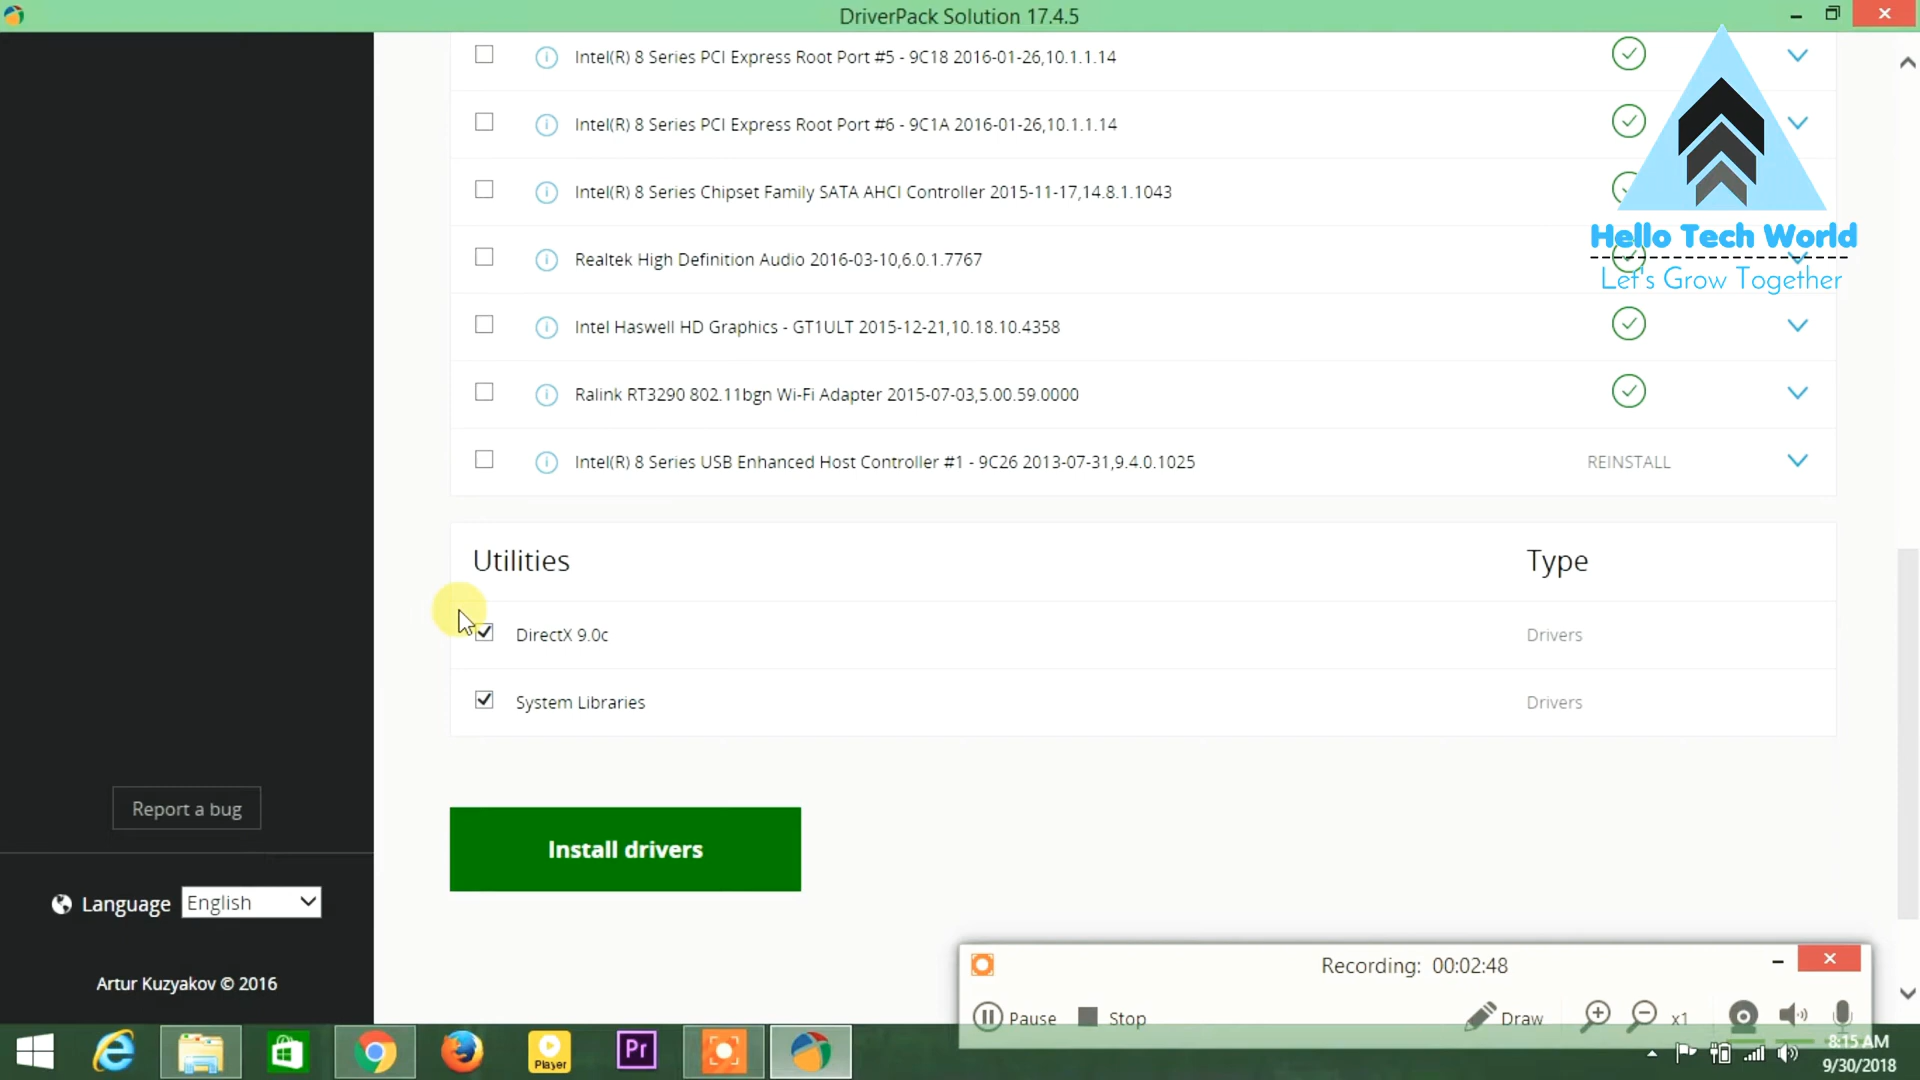 DriverPack Solution 17.4.5
Intel(R) 8 Series PCI Express Root Port #5 - 9C18 2016-01-26,10.1.1.14
Intel(R) 8 Series PCI Express Root Port #6 - 9C1A 2016-01-26,10.1.1.14
Intel(R) 8 Series Chipset Family SATA AHCI Controller 2015-11-17,14.8.1.1043
Hello Tech World
Realtek High Definition Audio 2016-03-10,6.0.1.7767
Let's Grow Together
Intel Haswell HD Graphics - GT1ULT 2015-12-21,10.18.10.4358
Ralink RT3290 802.11bgn Wi-Fi Adapter 2015-07-03,5.00.59.0000
Intel(R) 8 Series USB Enhanced Host Controller #1 - 9C26 2013-07-31,9.4.0.1025 REINSTALL
Utilities Type
DirectX 9.0c Drivers
System Libraries Drivers
Report a bug
Install drivers
Language English
Artur Kuzyakov © 2016
Recording: 00:02:48
Pause Stop Draw x1
Player
Pr
8:15 AM
9/30/2018